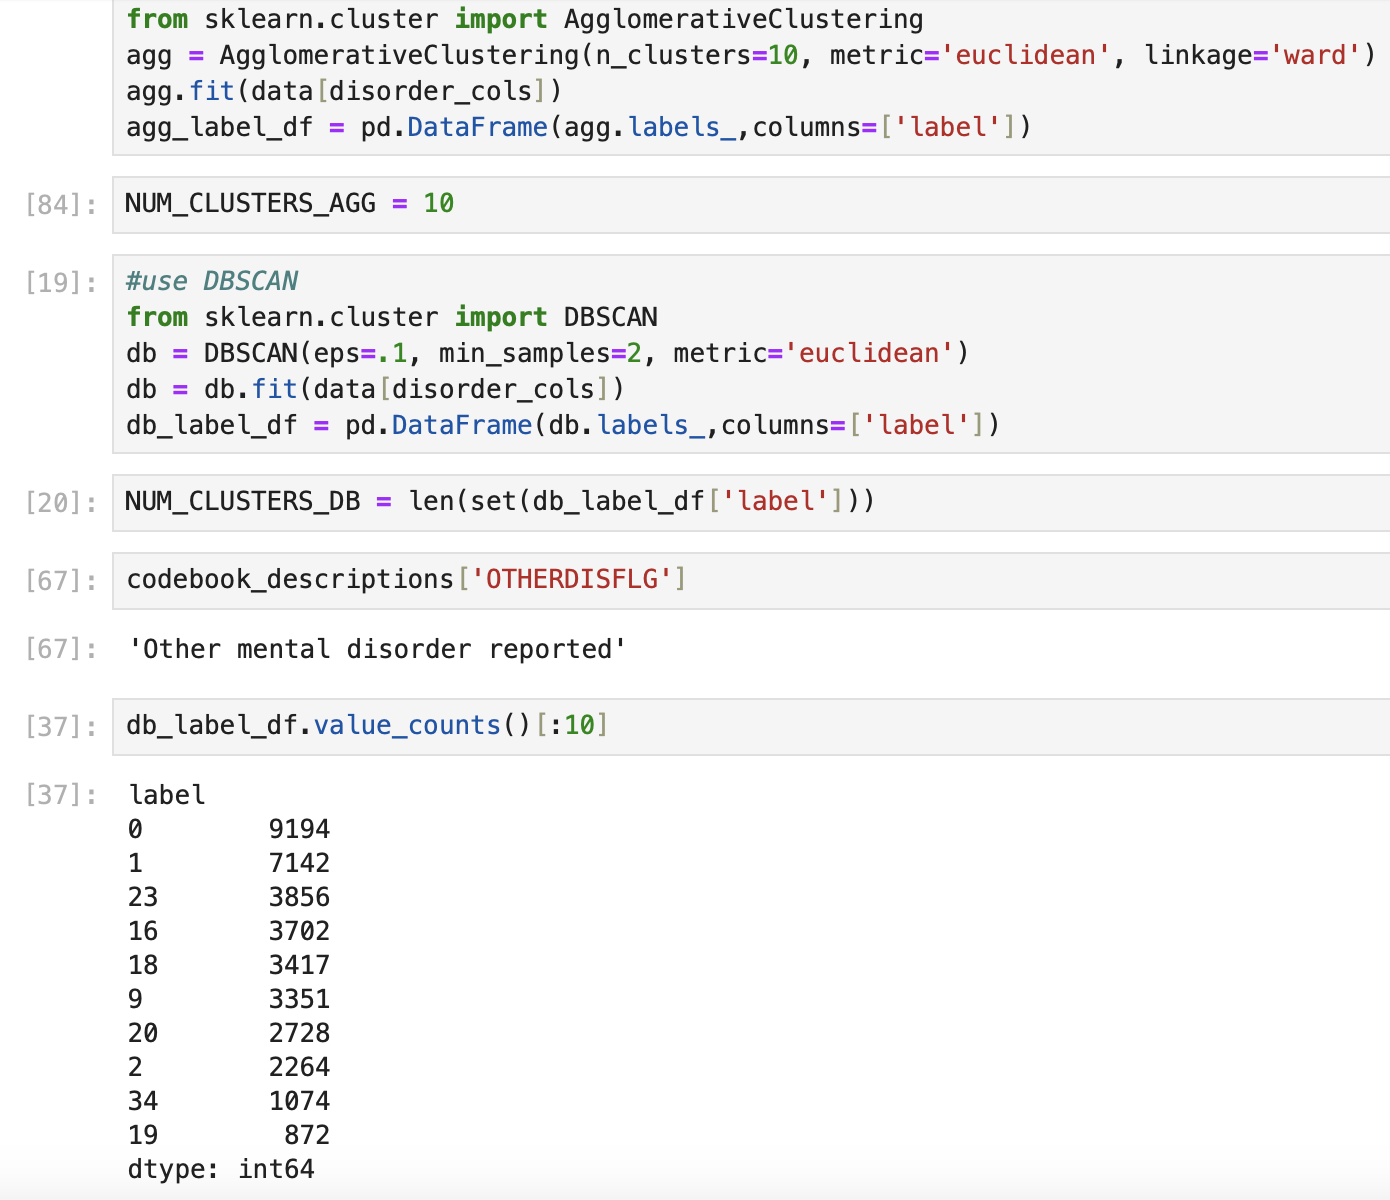 from sklearn.cluster import AgglomerativeClustering
agg = AgglomerativeClustering(n_clusters=10, metric='euclidean', linkage='ward')
agg.fit(data[disorder_cols])
agg_label_df = pd.DataFrame(agg.labels_,columns=['label'])
[84]: NUM_CLUSTERS_AGG = 10
[19]: #use DBSCAN
from sklearn.cluster import DBSCAN
db = DBSCAN(eps=.1, min_samples=2, metric='euclidean')
db = db.fit(data[disorder_cols])
db_label_df = pd.DataFrame(db.labels_,columns=['label'])
[20]: NUM_CLUSTERS_DB = len(set(db_label_df['label']))
[67]: codebook_descriptions['OTHERDISFLG']
[67]: 'Other mental disorder reported'
[37]: db_label_df.value_counts()[:10]
[37]: label
0 9194
1 7142
23 3856
16 3702
18 3417
9 3351
20 2728
2 2264
34 1074
19 872
dtype: int64